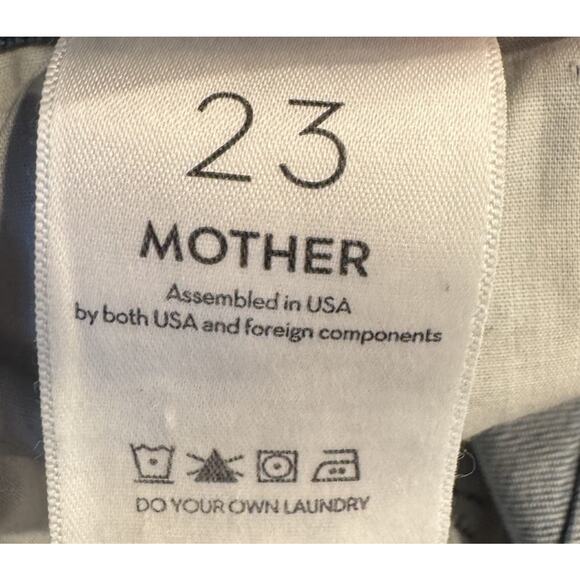 23
MOTHER
Assembled in USA
by both USA and foreign components
DO YOUR OWN LAUNDRY